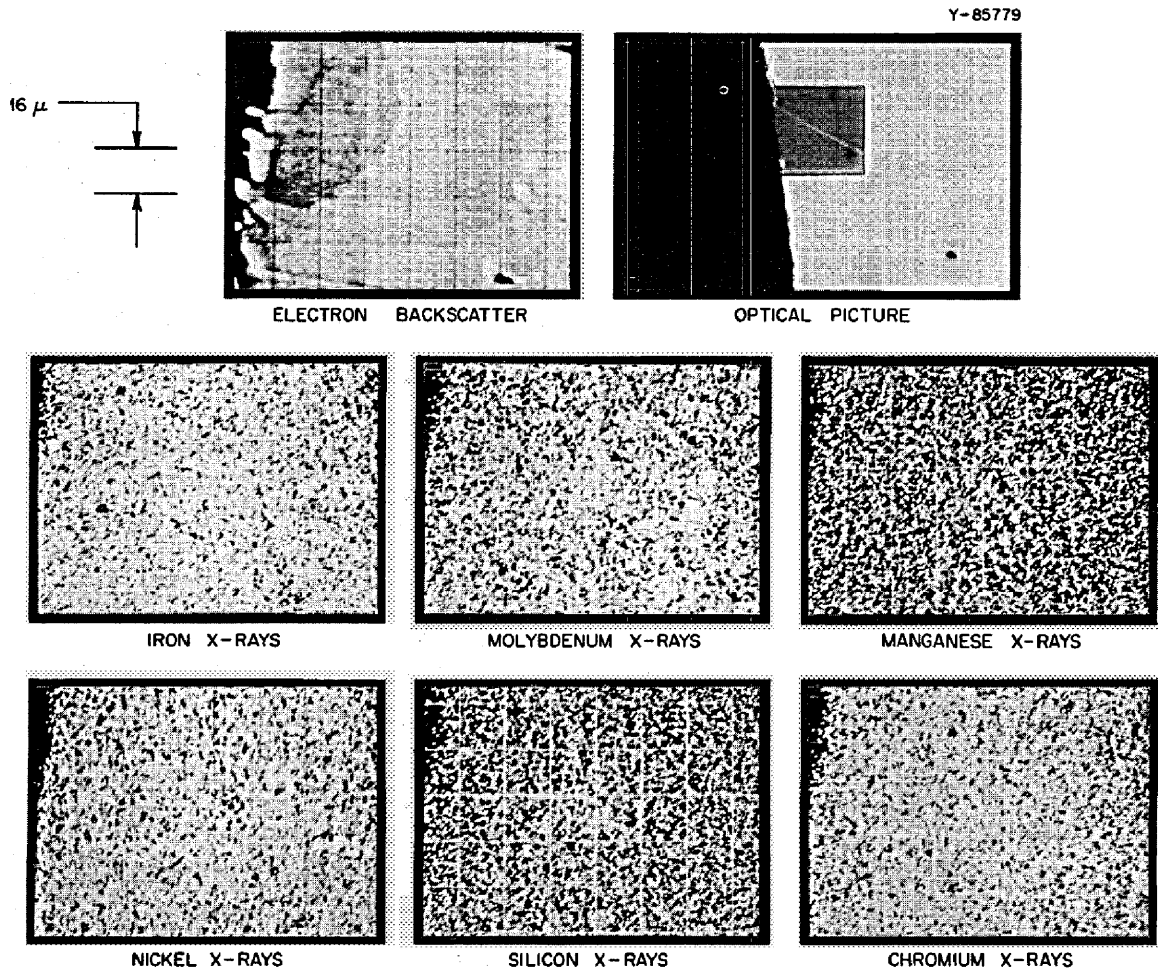 Y-85779
16 μ
ELECTRON BACKSCATTER
OPTICAL PICTURE
IRON X-RAYS
MOLYBDENUM X-RAYS
MANGANESE X-RAYS
NICKEL X-RAYS
SILICON X-RAYS
CHROMIUM X-RAYS